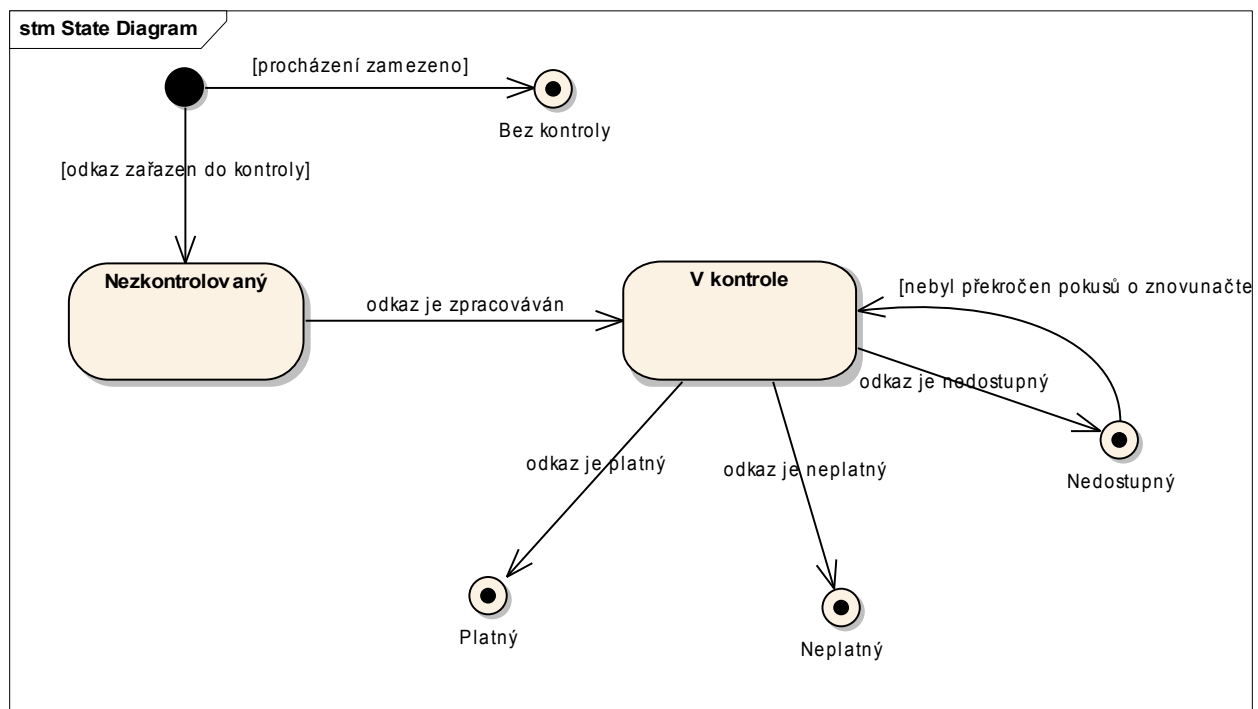 stm State Diagram
[procházení zamezeno]
Bez kontroly
[odkaz zařazen do kontroly]
Nezkontrolovaný
odkaz je zpracováván
V kontrole
[nebyl překročen pokusů o znovunačte
odkaz je nedostupný
Nedostupný
odkaz je platný
odkaz je neplatný
Platný
Neplatný